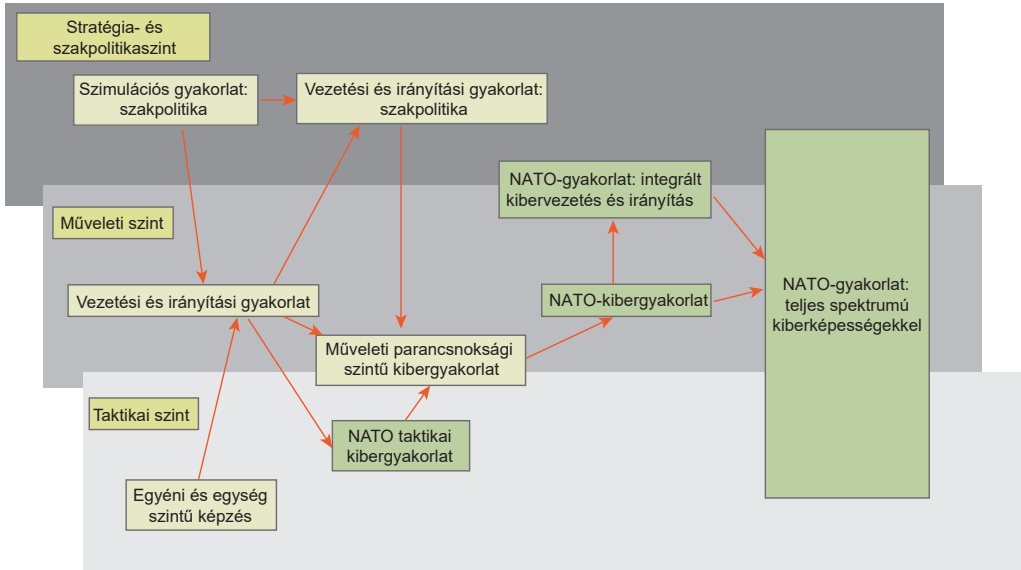 Stratégia- és
szakpolitikaszint
Szimulációs gyakorlat:
szakpolitika
Vezetési és irányítási gyakorlat:
szakpolitika
NATO-gyakorlat: integrált
kibervezetés és irányítás
Műveleti szint
Vezetési és irányítási gyakorlat
NATO-kibergyakorlat
NATO-gyakorlat:
teljes spektrumú
kiberképességekkel
Műveleti parancsnoksági
szintű kibergyakorlat
Taktikai szint
NATO taktikai
kibergyakorlat
Egyéni és egység
szintű képzés